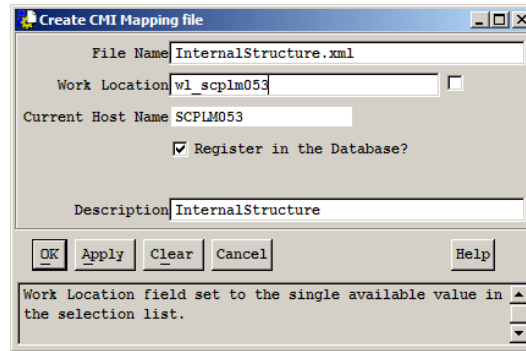 Create CMI Mapping file
File Name InternalStructure.xml
Work Location wl_scplm053
Current Host Name SCPLM053
Register in the Database?
Description InternalStructure
OK Apply Clear Cancel Help
Work Location field set to the single available value in
the selection list.